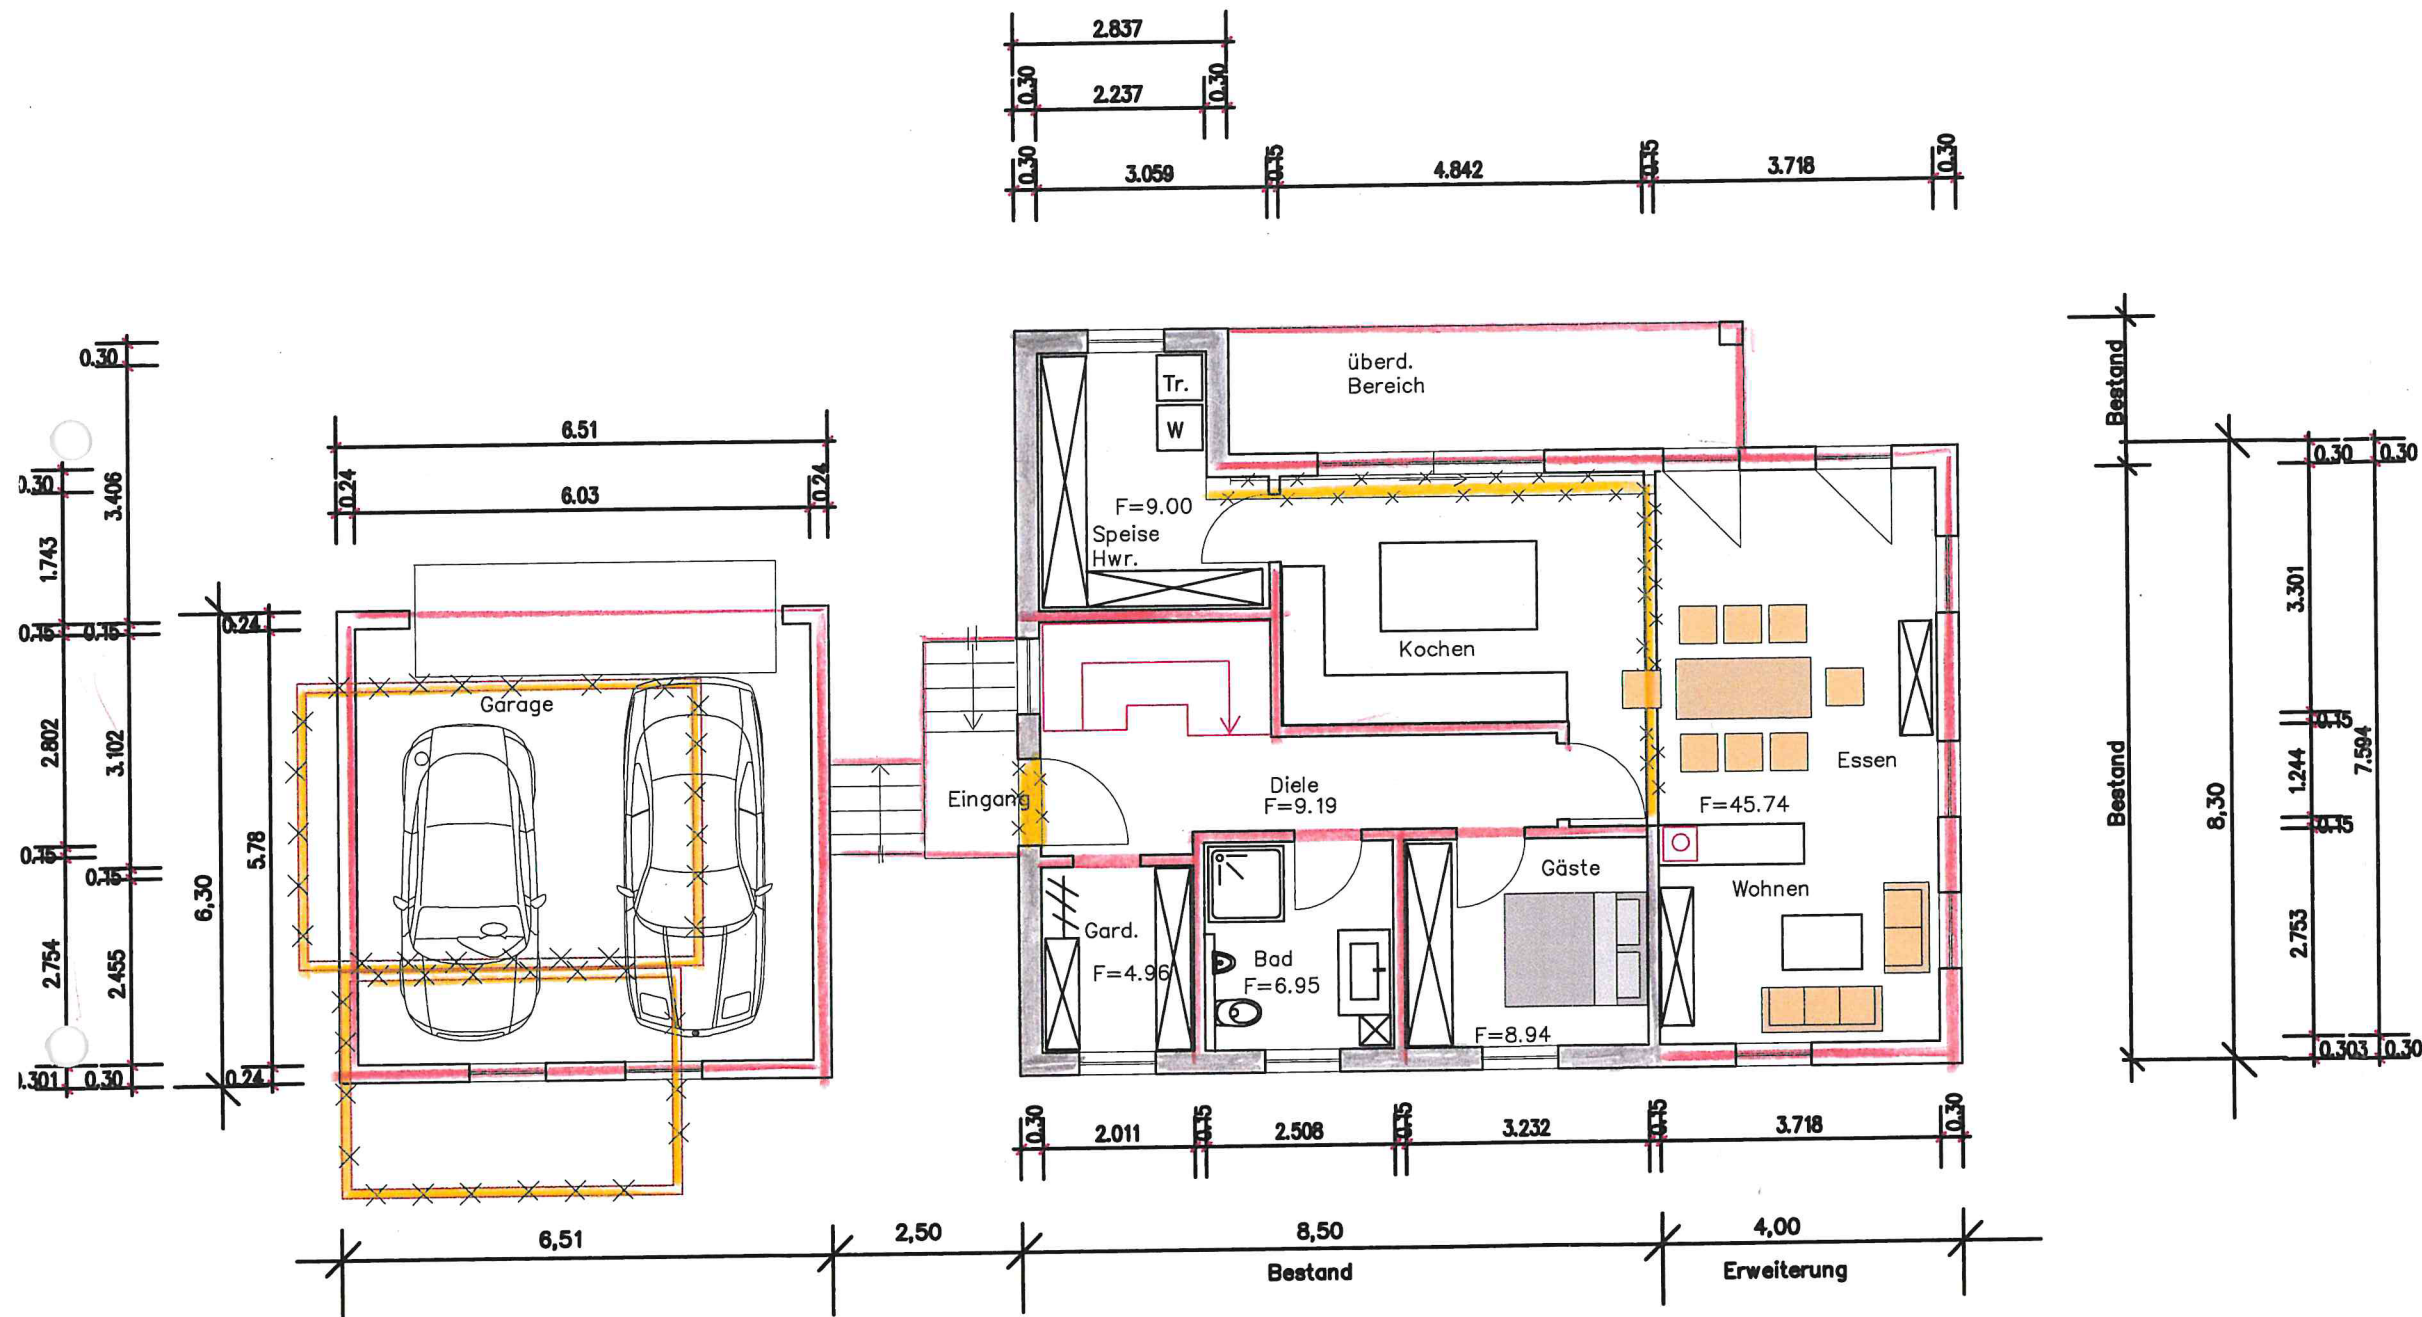 2.837
0.30
2.237
0.30
0.30
3.059
0.15
4.842
0.15
3.718
0.30
0.30
3.406
0.15
3.102
0.15
2.455
0.30
1.743
0.15
2.802
0.15
2.754
6.51
0.24
6.03
0.24
6,30
0.24
5.78
0.24
Garage
Eingang
überd.
Bereich
Tr.
W
F=9.00
Speise
Hwr.
Kochen
Diele
F=9.19
Essen
F=45.74
Wohnen
Gäste
F=8.94
Gard.
F=4.96
Bad
F=6.95
Bestand
Bestand
8,30
0.30
3.301
0.15
1.244
0.15
2.753
0.303
0.30
7.594
0.30
0.30
2.011
0.15
2.508
0.15
3.232
0.15
3.718
0.30
6,51
2,50
8,50
4,00
Bestand
Erweiterung